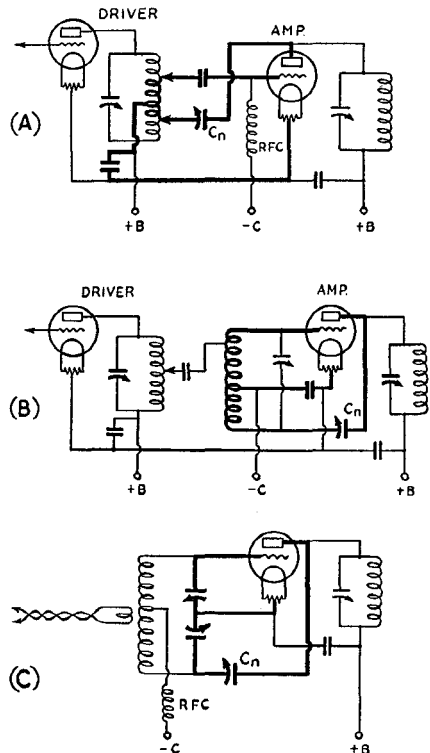 DRIVER
AMP.
(A)
Cn
RFC
+B
-C
+B
DRIVER
AMP.
(B)
Cn
+B
-C
+B
(C)
Cn
RFC
-C
+B